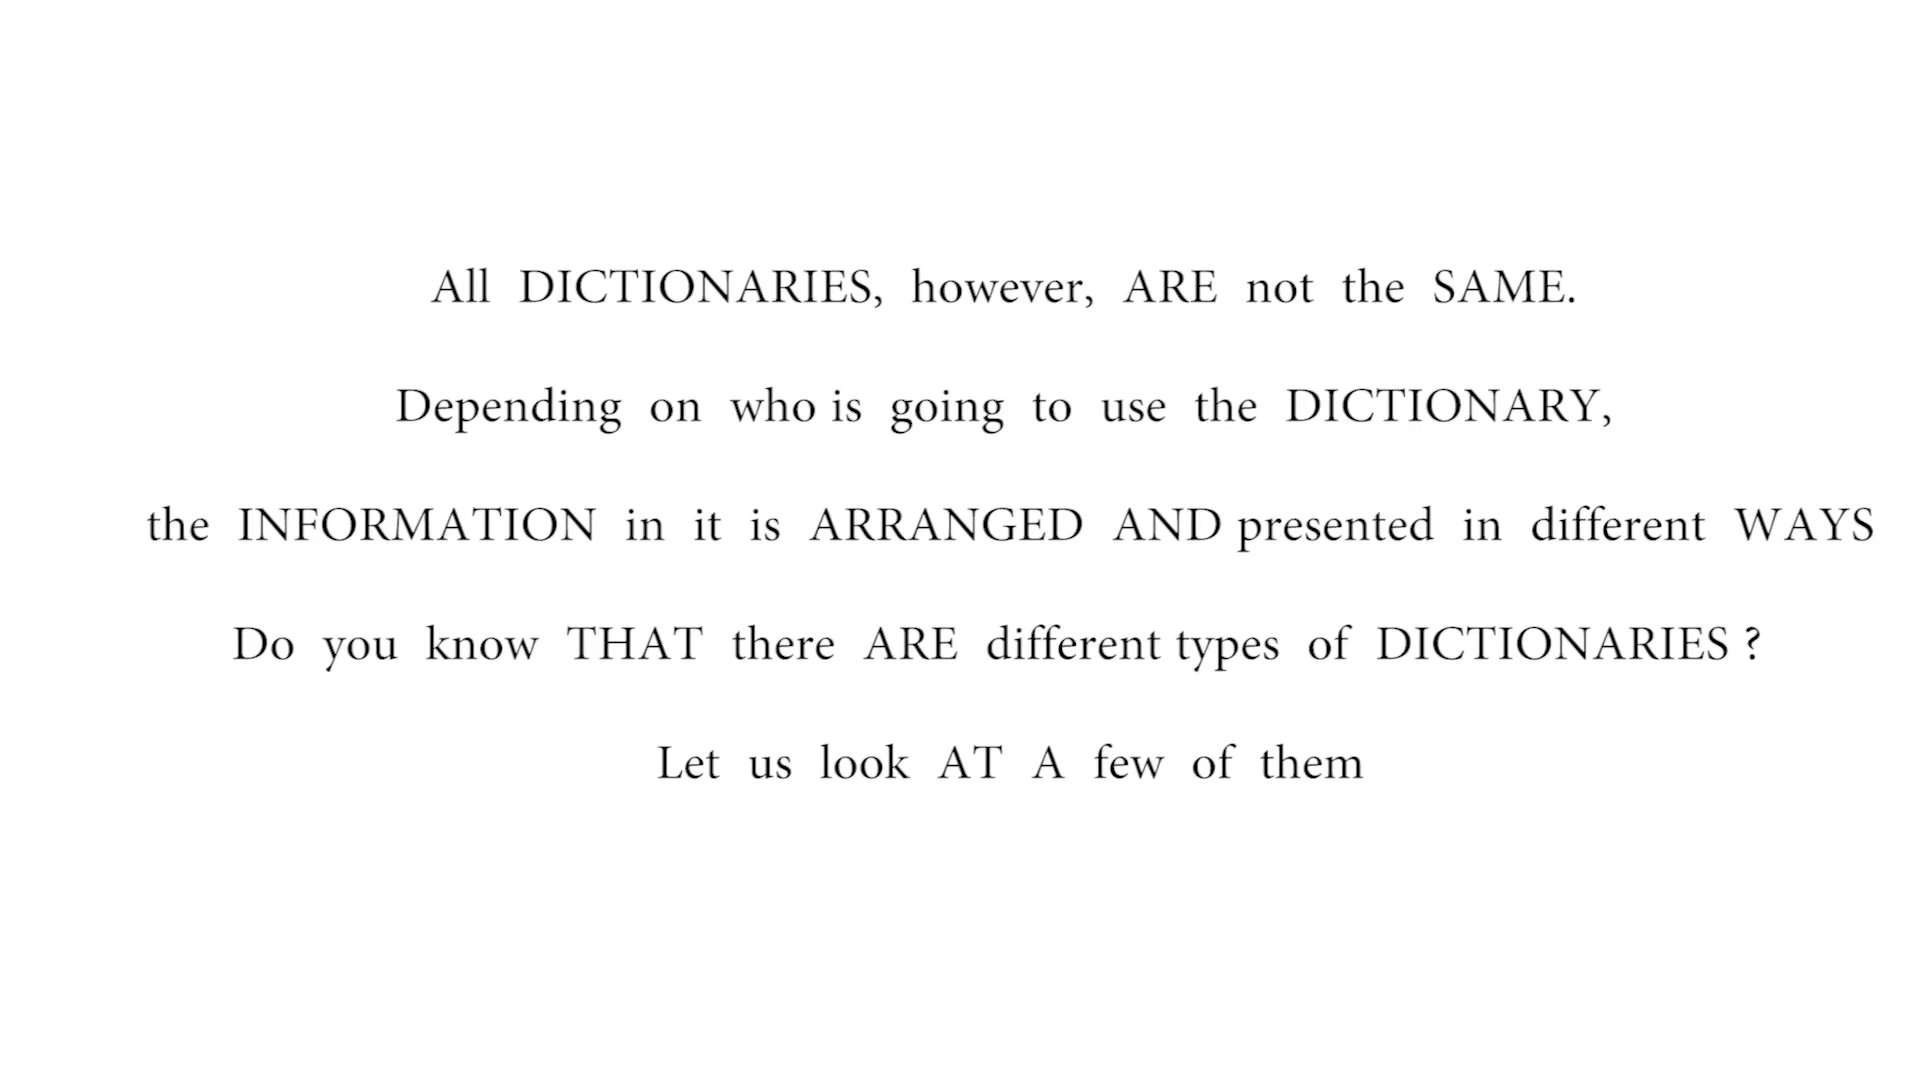 All DICTIONARIES, however, ARE not the SAME.
Depending on who is going to use the DICTIONARY,
the INFORMATION in it is ARRANGED AND presented in different WAYS
Do you know THAT there ARE different types of DICTIONARIES ?
Let us look AT A few of them